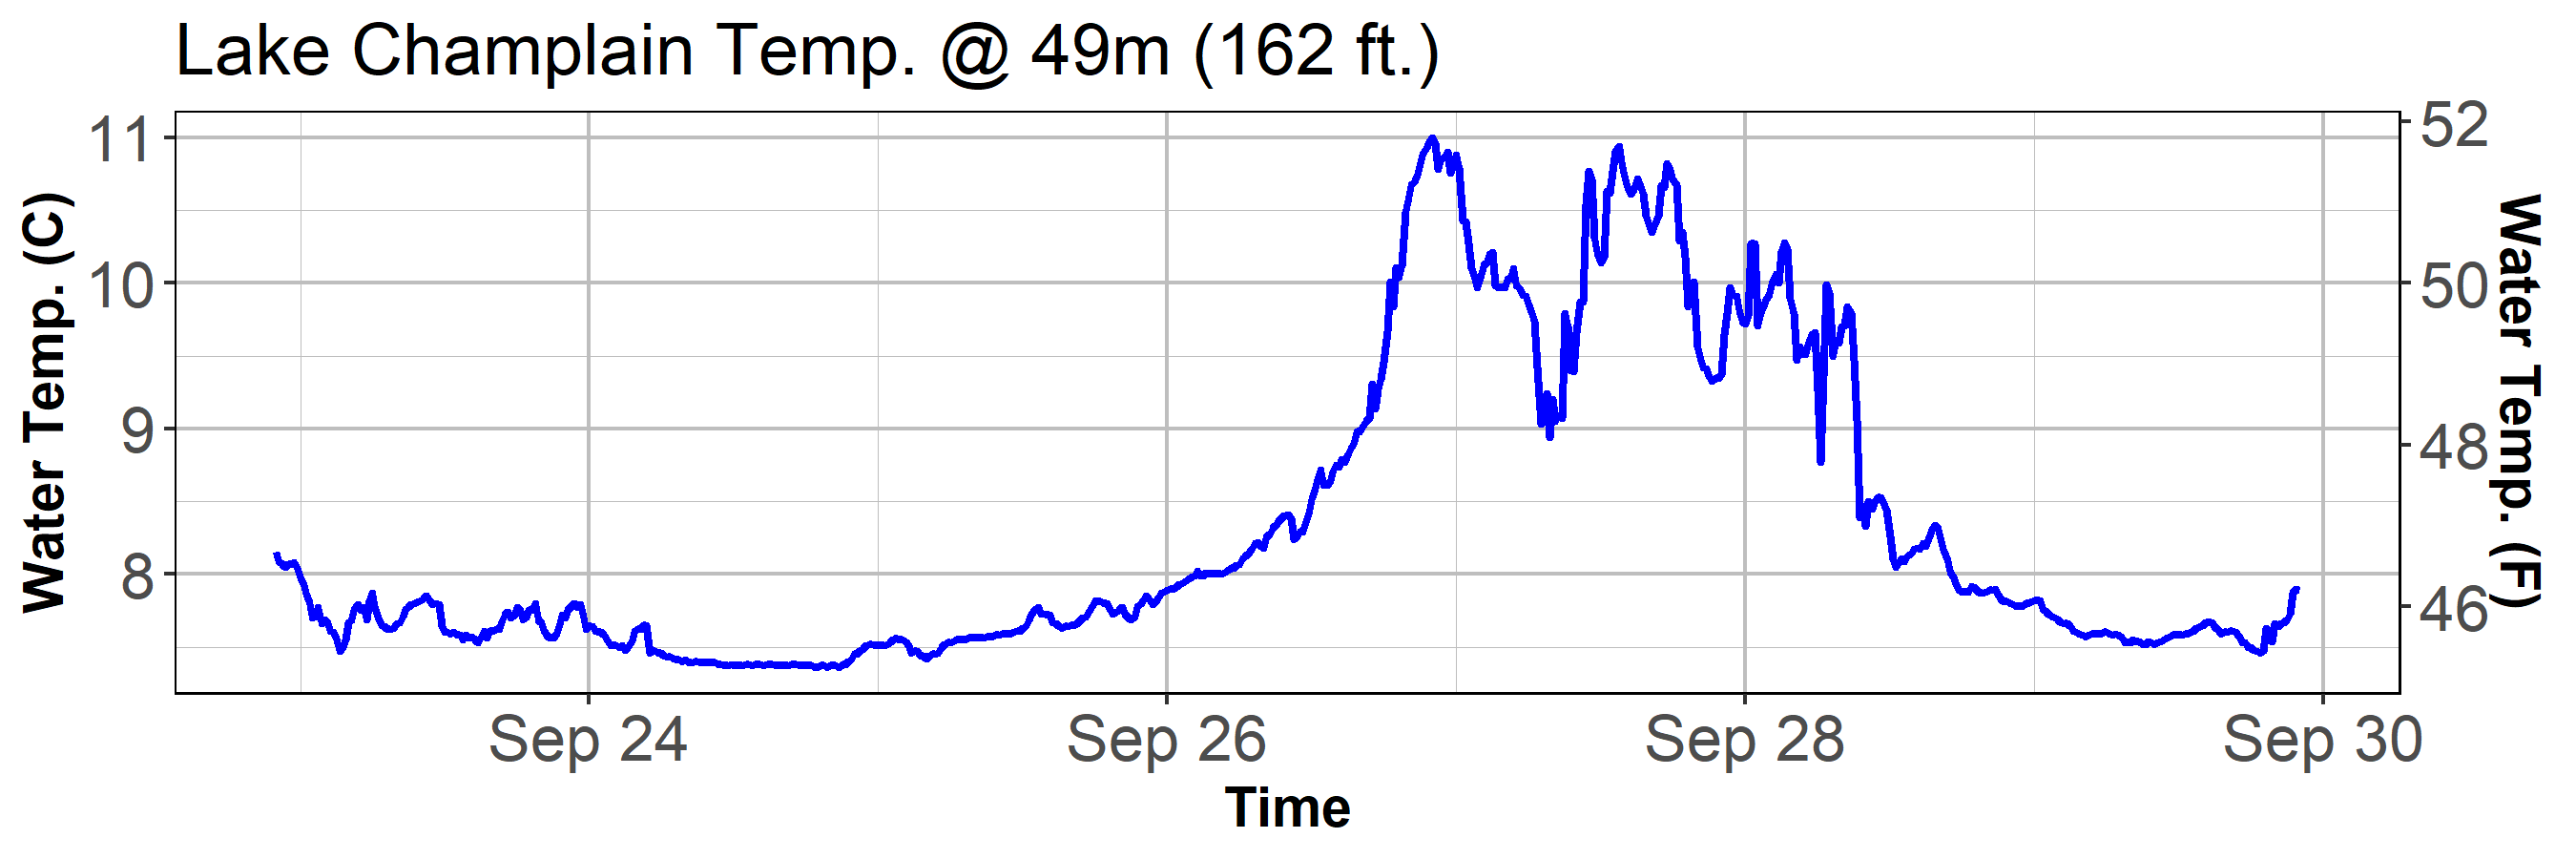 Lake Champlain Temp. @ 49m (162 ft.)
Water Temp. (C)
11
10
9
8
52
50
48
46
Water Temp. (F)
Sep 24
Sep 26
Sep 28
Sep 30
Time